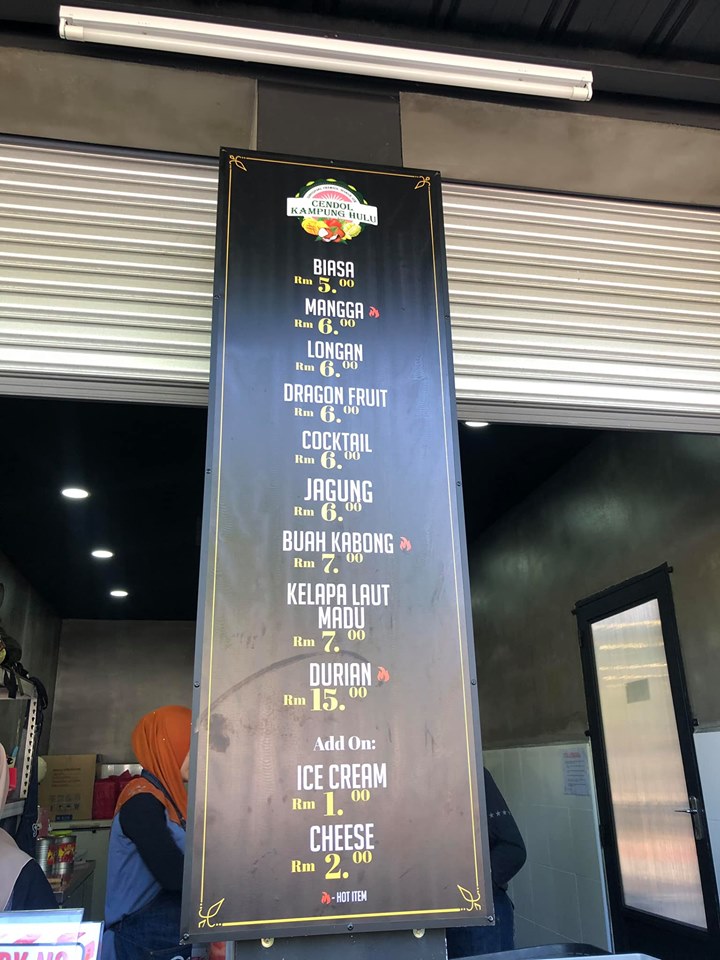 CENDOL
KAMPUNG HULU
BIASA
Rm 5.00
MANGGA
Rm 6.00
LONGAN
Rm 6.00
DRAGON FRUIT
Rm 6.00
COCKTAIL
Rm 6.00
JAGUNG
Rm 6.00
BUAH KABONG
Rm 7.00
KELAPA LAUT
MADU
Rm 7.00
DURIAN
Rm 15.00
Add On:
ICE CREAM
Rm 1.00
CHEESE
Rm 2.00
- HOT ITEM